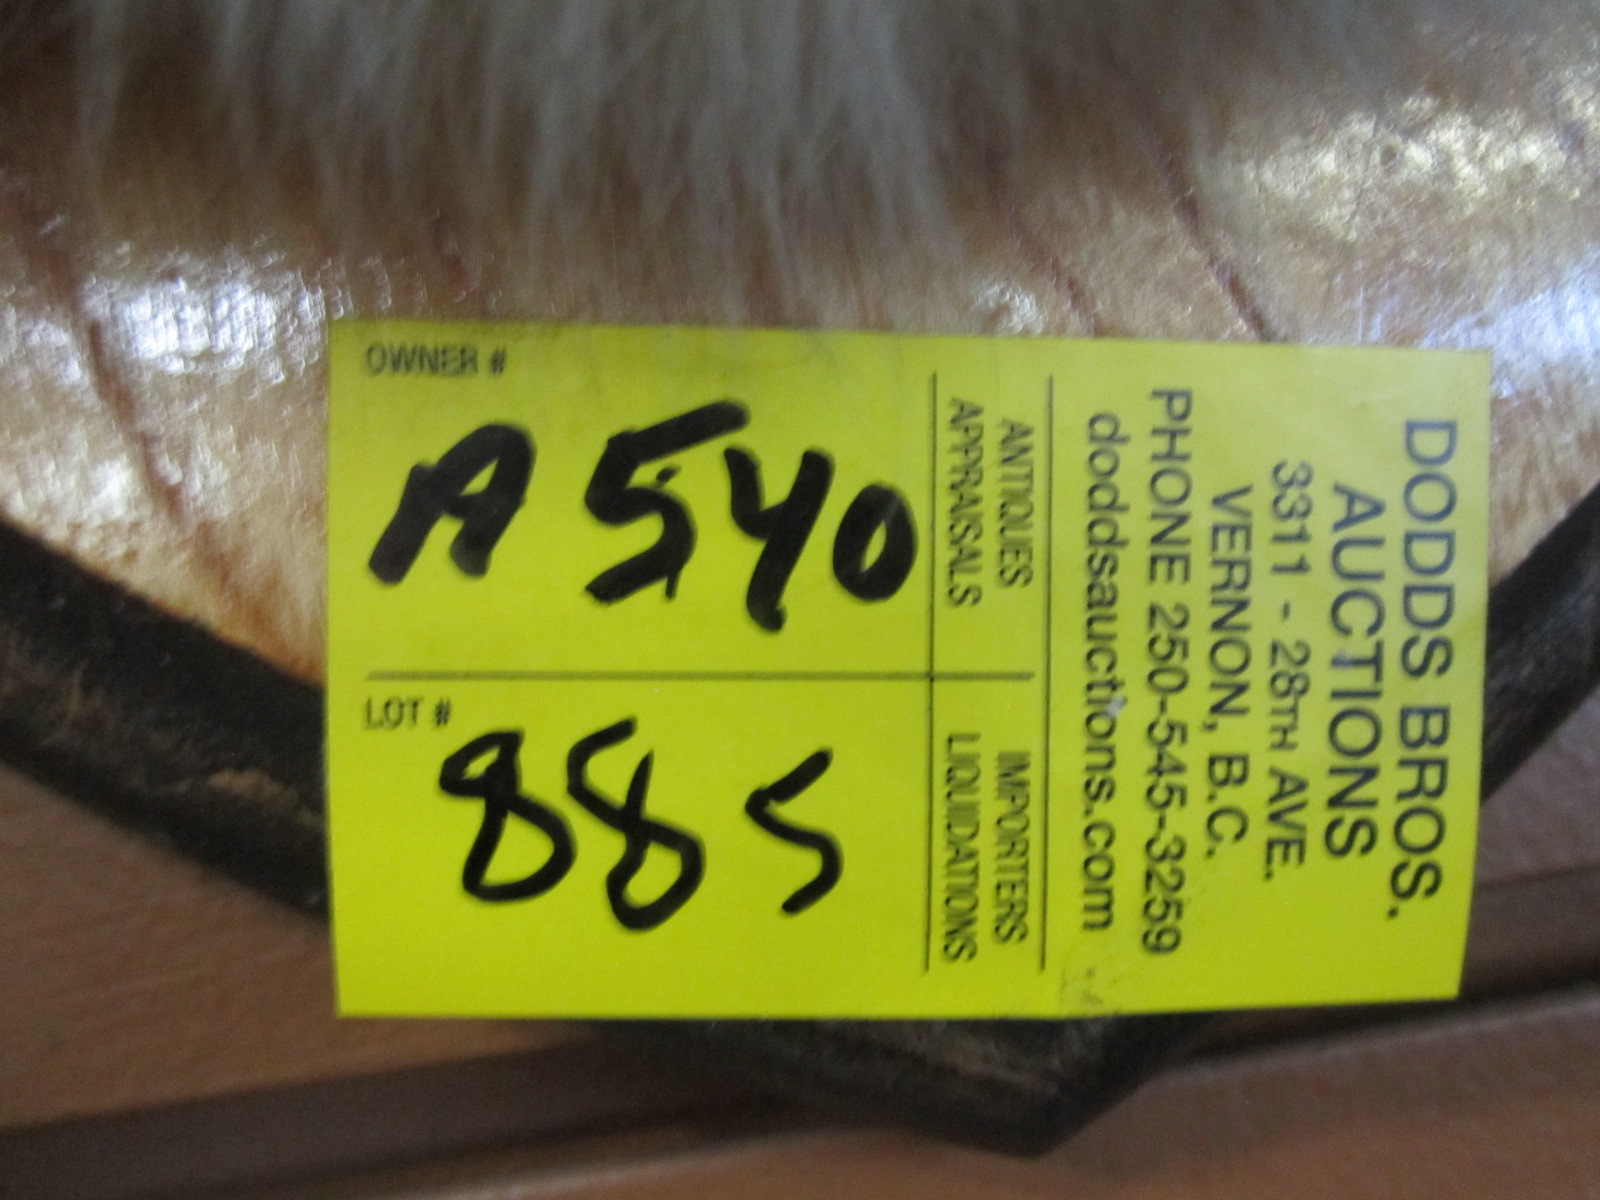 DODDS BROS.
AUCTIONS
3311 - 28TH AVE.
VERNON, B.C.
PHONE 250-545-3259
doddsauctions.com
ANTIQUES
APPRAISALS
IMPORTERS
LIQUIDATIONS
OWNER #
A 540
LOT #
885